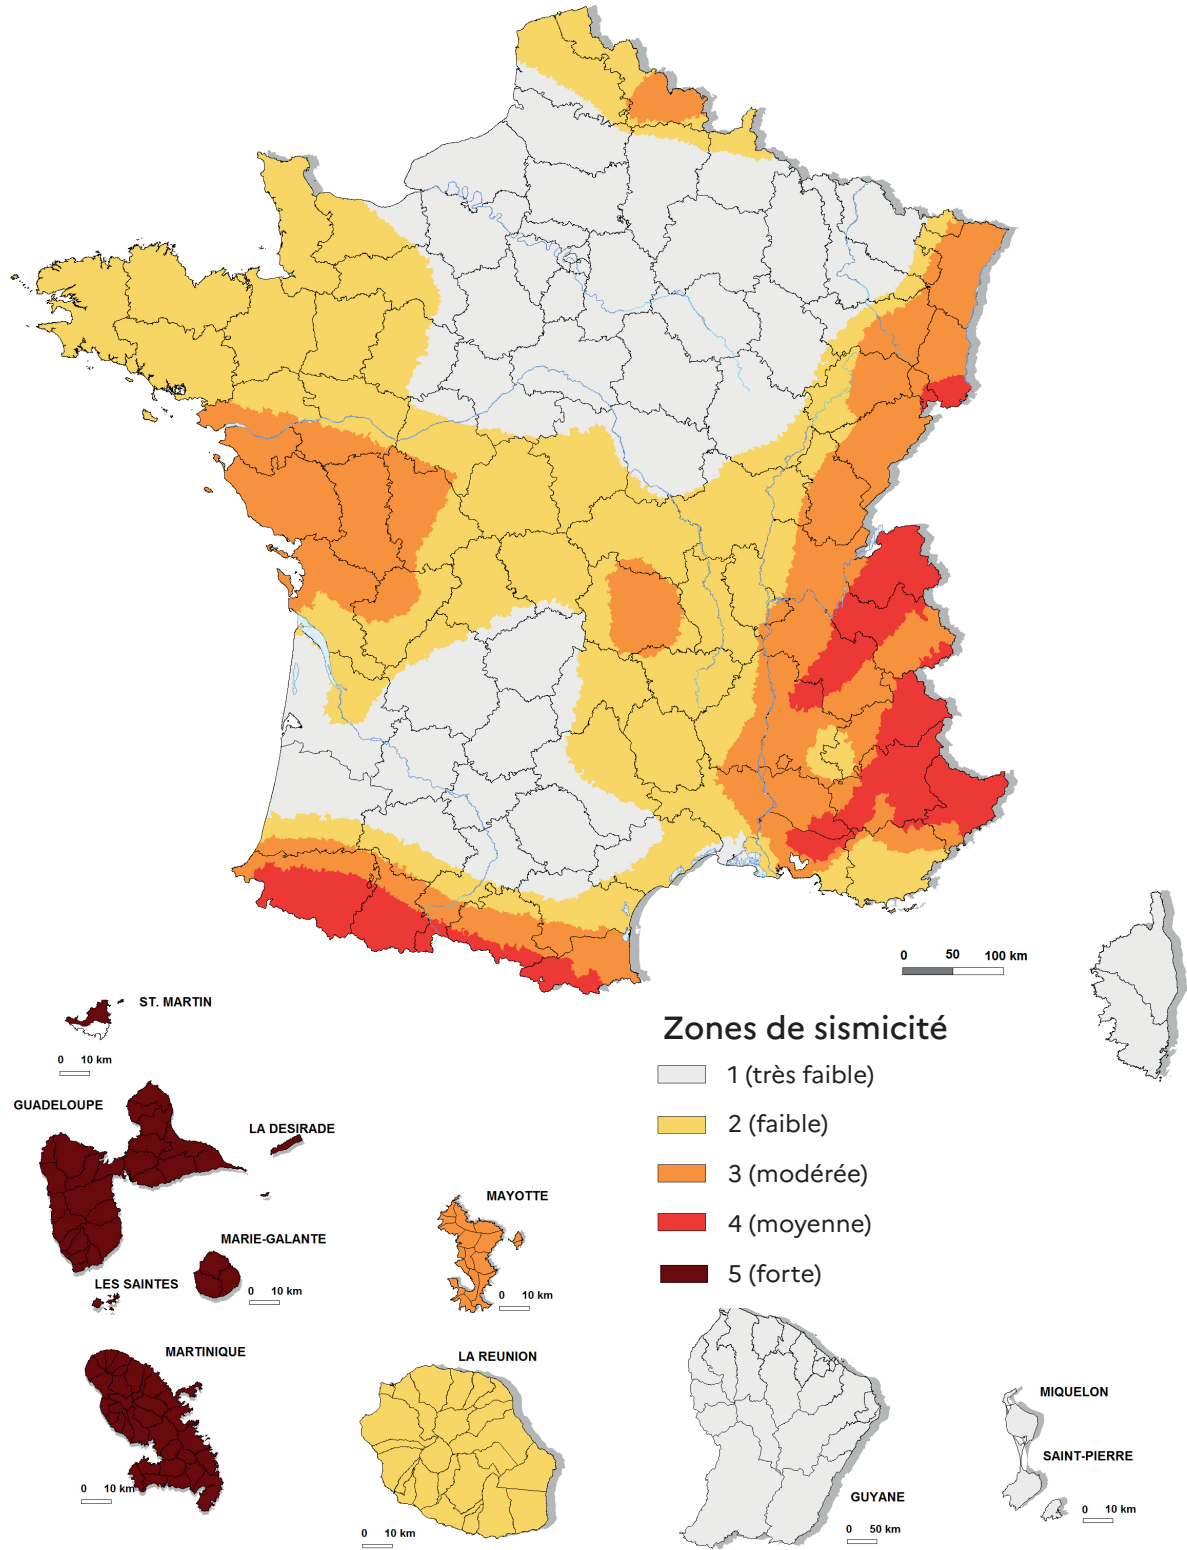 0 50 100 km
ST. MARTIN
0 10 km
Zones de sismicité
1 (très faible)
2 (faible)
3 (modérée)
4 (moyenne)
5 (forte)
GUADELOUPE
LA DESIRADE
MARIE-GALANTE
0 10 km
LES SAINTES
MAYOTTE
0 10 km
MARTINIQUE
0 10 km
LA REUNION
0 10 km
GUYANE
0 50 km
MIQUELON
SAINT-PIERRE
0 10 km